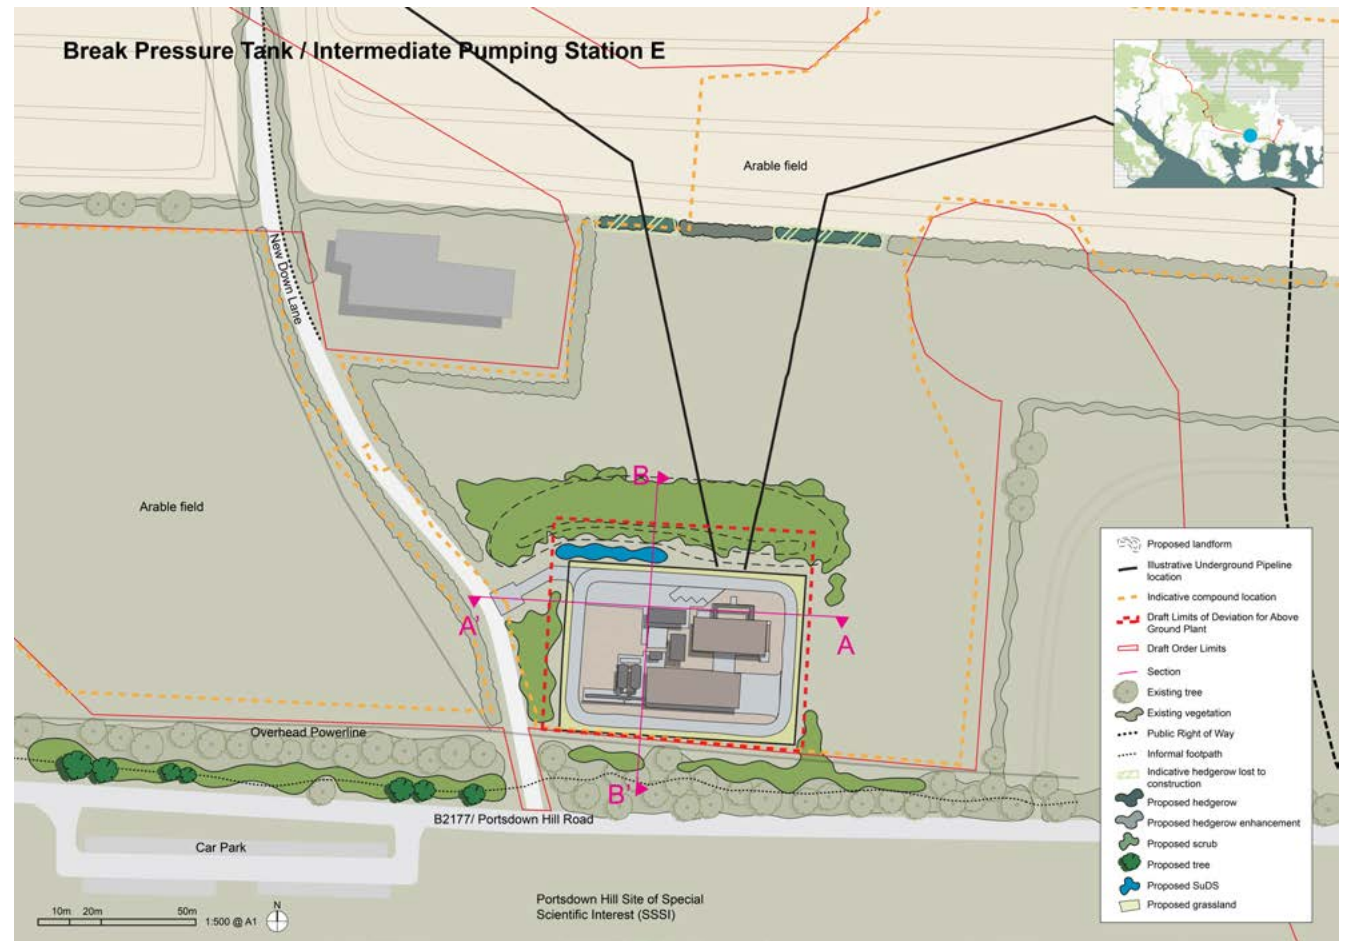 Break Pressure Tank / Intermediate Pumping Station E
Arable field
New Down Lane
Arable field
B
A'
A
Overhead Powerline
B'
B2177/ Portsdown Hill Road
Car Park
Portsdown Hill Site of Special
Scientific Interest (SSSI)
10m 20m 50m
1:500 @ A1
N
Proposed landform
Illustrative Underground Pipeline
location
Indicative compound location
Draft Limits of Deviation for Above
Ground Plant
Draft Order Limits
Section
Existing tree
Existing vegetation
Public Right of Way
Informal footpath
Indicative hedgerow lost to
construction
Proposed hedgerow
Proposed hedgerow enhancement
Proposed scrub
Proposed tree
Proposed SuDS
Proposed grassland